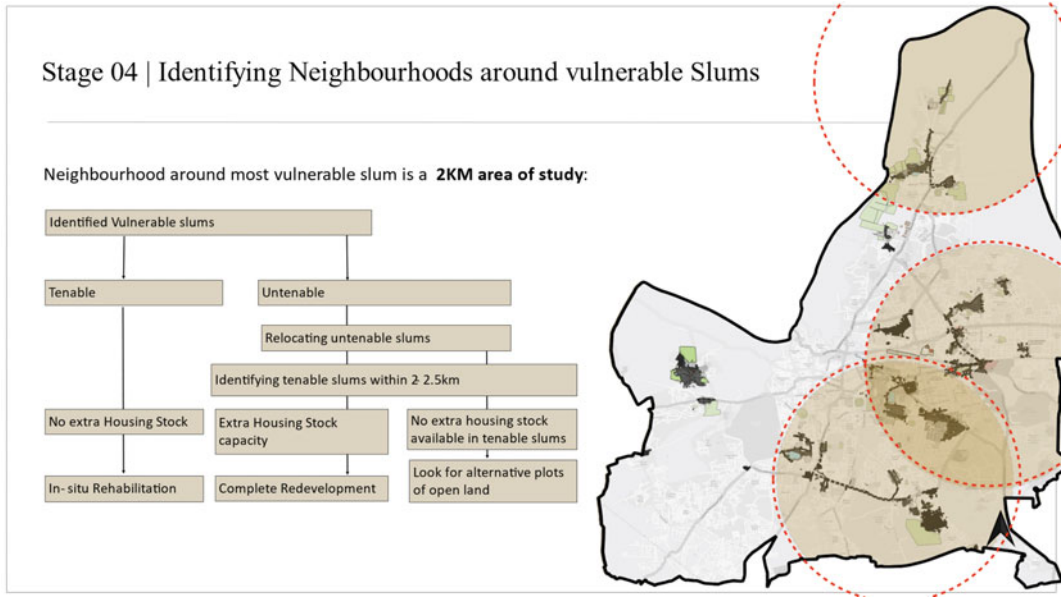 Stage 04 | Identifying Neighbourhoods around vulnerable Slums
Neighbourhood around most vulnerable slum is a 2KM area of study:
Identified Vulnerable slums
Tenable
Untenable
Relocating untenable slums
Identifying tenable slums within 2- 2.5km
No extra Housing Stock
Extra Housing Stock
capacity
No extra housing stock
available in tenable slums
In-situ Rehabilitation
Complete Redevelopment
Look for alternative plots
of open land